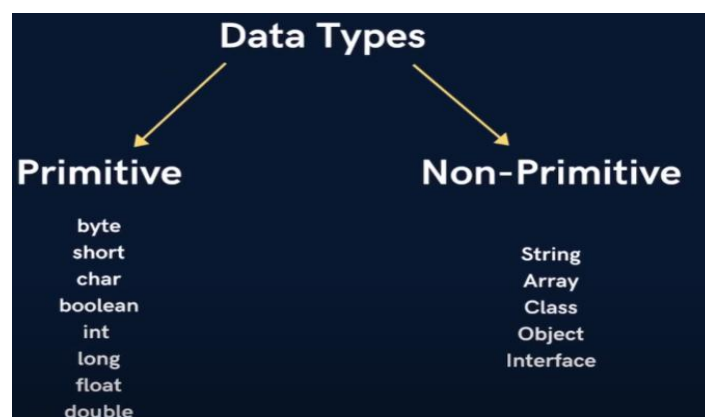 Data Types
Primitive
byte
short
char
boolean
int
long
float
double
Non-Primitive
String
Array
Class
Object
Interface